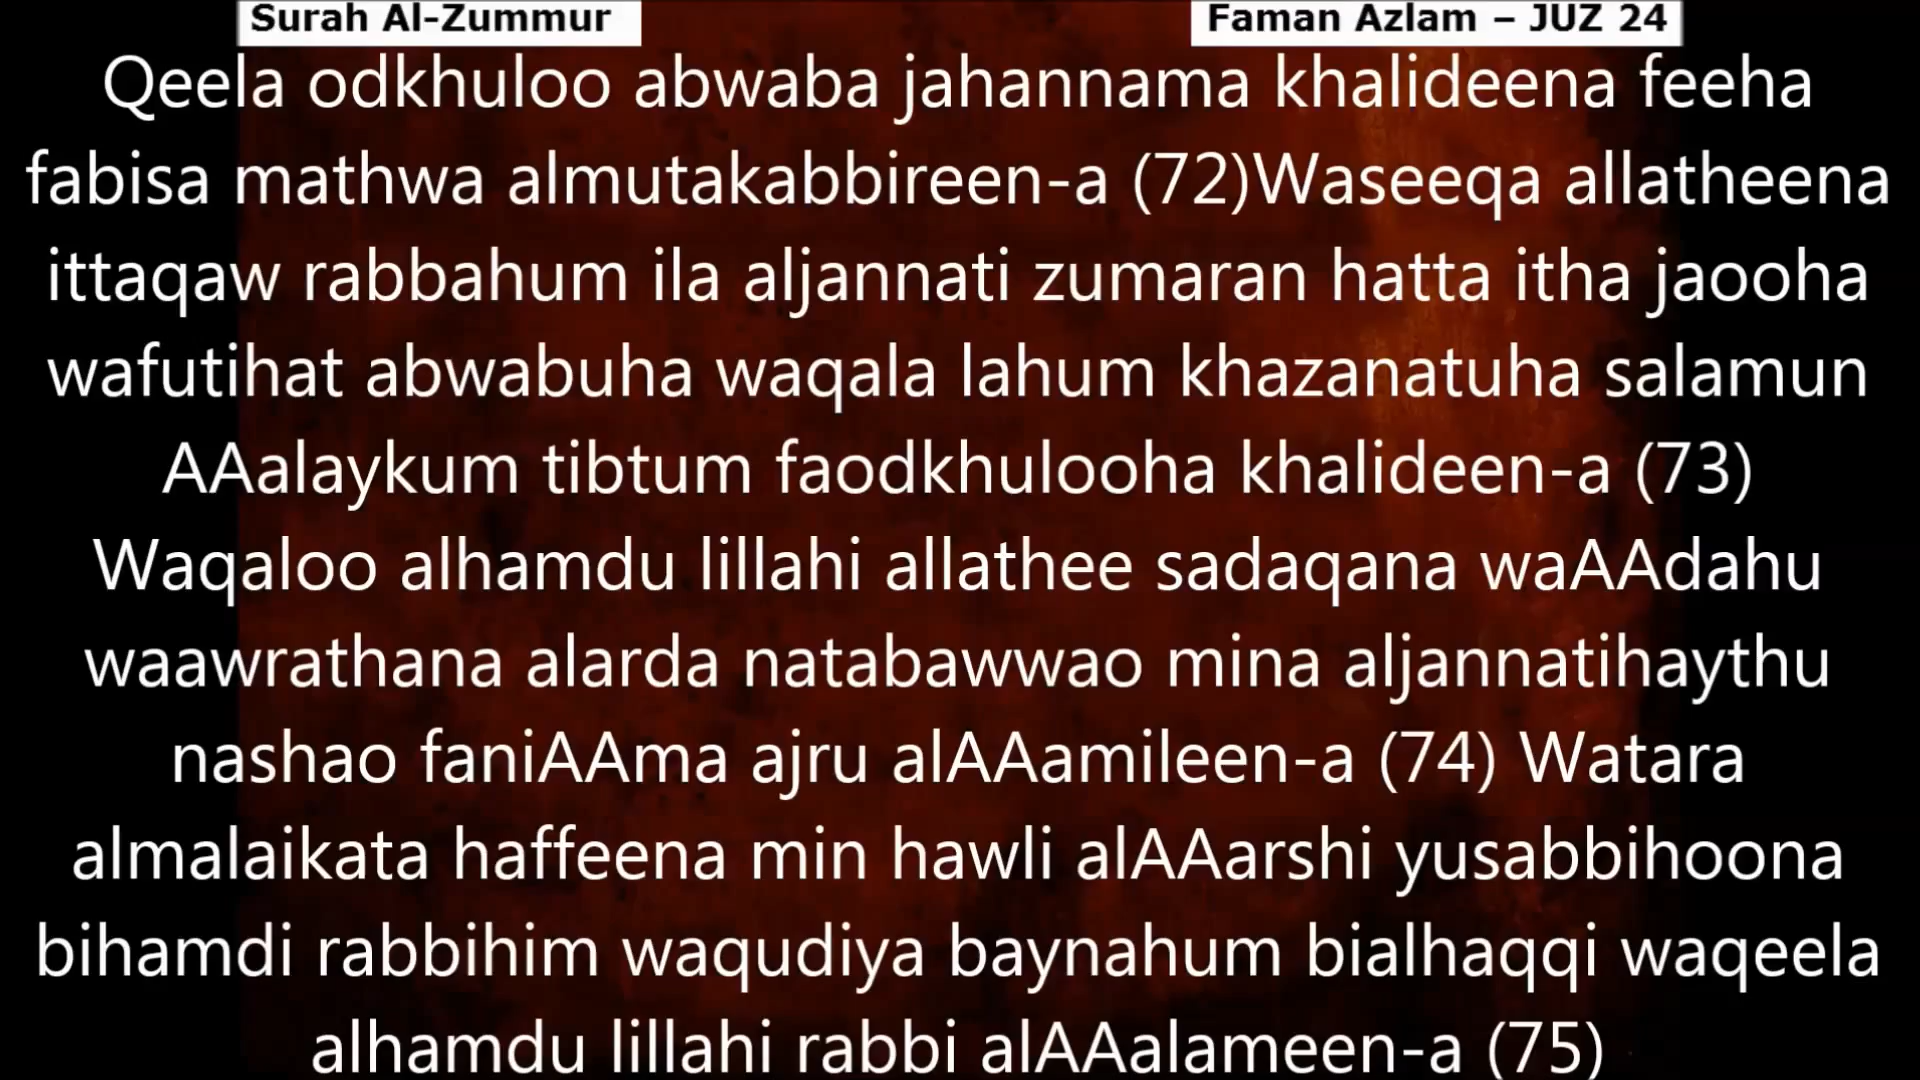 Surah Al-Zummur
Faman Azlam – JUZ 24
Qeela odkhuloo abwaba jahannama khalideena feeha
fabisa mathwa almutakabbireen-a (72)Waseeqa allatheena
ittaqaw rabbahum ila aljannati zumaran hatta itha jaooha
wafutihat abwabuha waqala lahum khazanatuha salamun
AAalaykum tibtum faodkhulooha khalideen-a (73)
Waqaloo alhamdu lillahi allathee sadaqana waAAdahu
waawrathana alarda natabawwao mina aljannatihaythu
nashao faniAAma ajru alAAamileen-a (74) Watara
almalaikata haffeena min hawli alAAarshi yusabbihoona
bihamdi rabbihim waqudiya baynahum bialhaqqi waqeela
alhamdu lillahi rabbi alAAalameen-a (75)